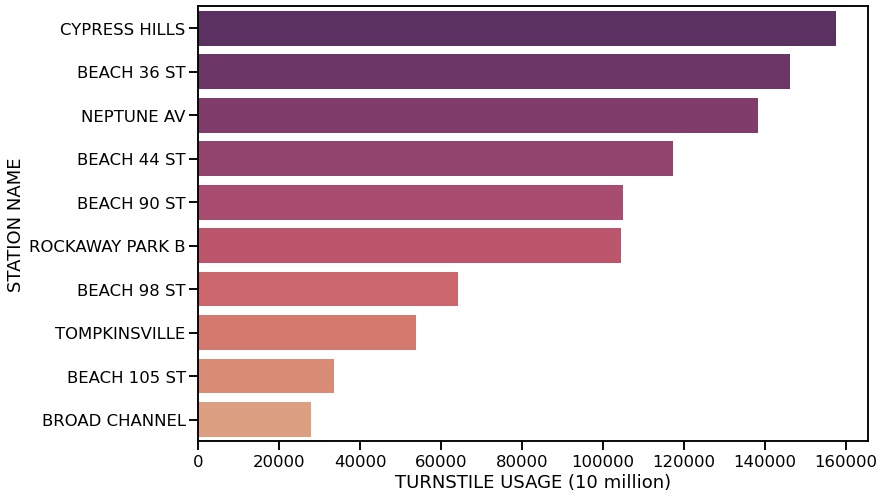 CYPRESS HILLS
BEACH 36 ST
NEPTUNE AV
BEACH 44 ST
BEACH 90 ST
ROCKAWAY PARK B
BEACH 98 ST
TOMPKINSVILLE
BEACH 105 ST
BROAD CHANNEL
STATION NAME
0 20000 40000 60000 80000 100000 120000 140000 160000
TURNSTILE USAGE (10 million)